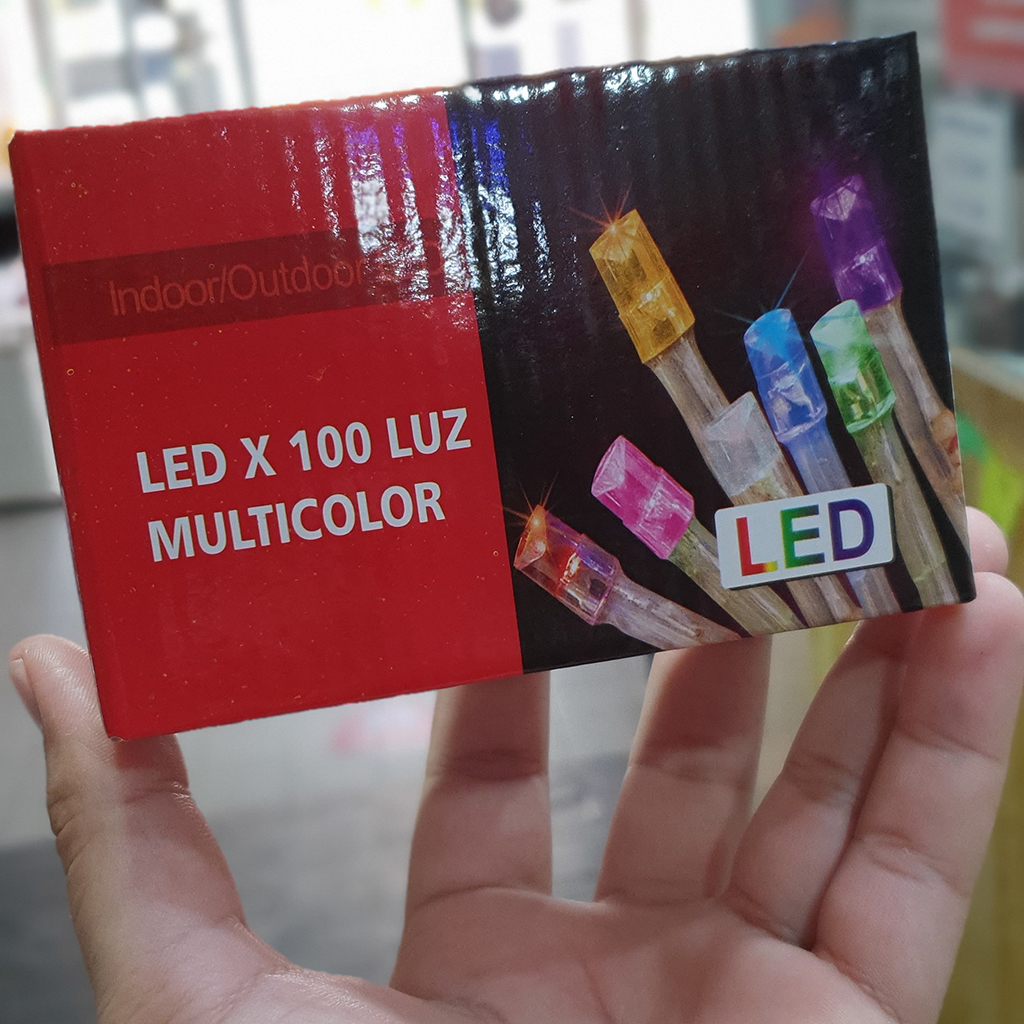 Indoor/Outdoor
LED X 100 LUZ
MULTICOLOR
LED